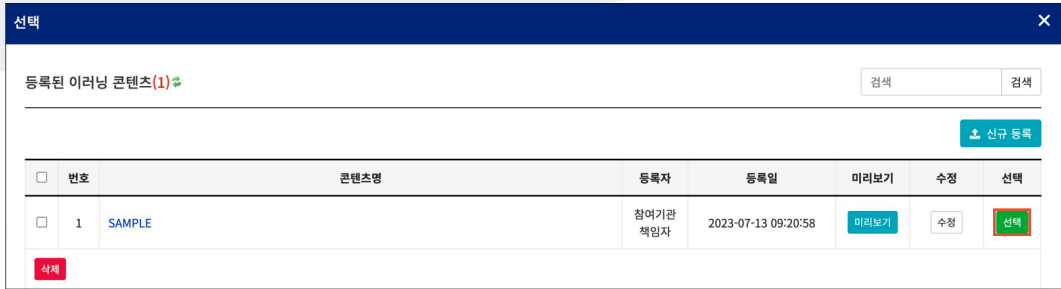 선택
등록된 이러닝 콘텐츠(1)
검색 검색
신규 등록
번호 콘텐츠명 등록자 등록일 미리보기 수정 선택
1 SAMPLE 참여기관 책임자 2023-07-13 09:20:58 미리보기 수정 선택
삭제